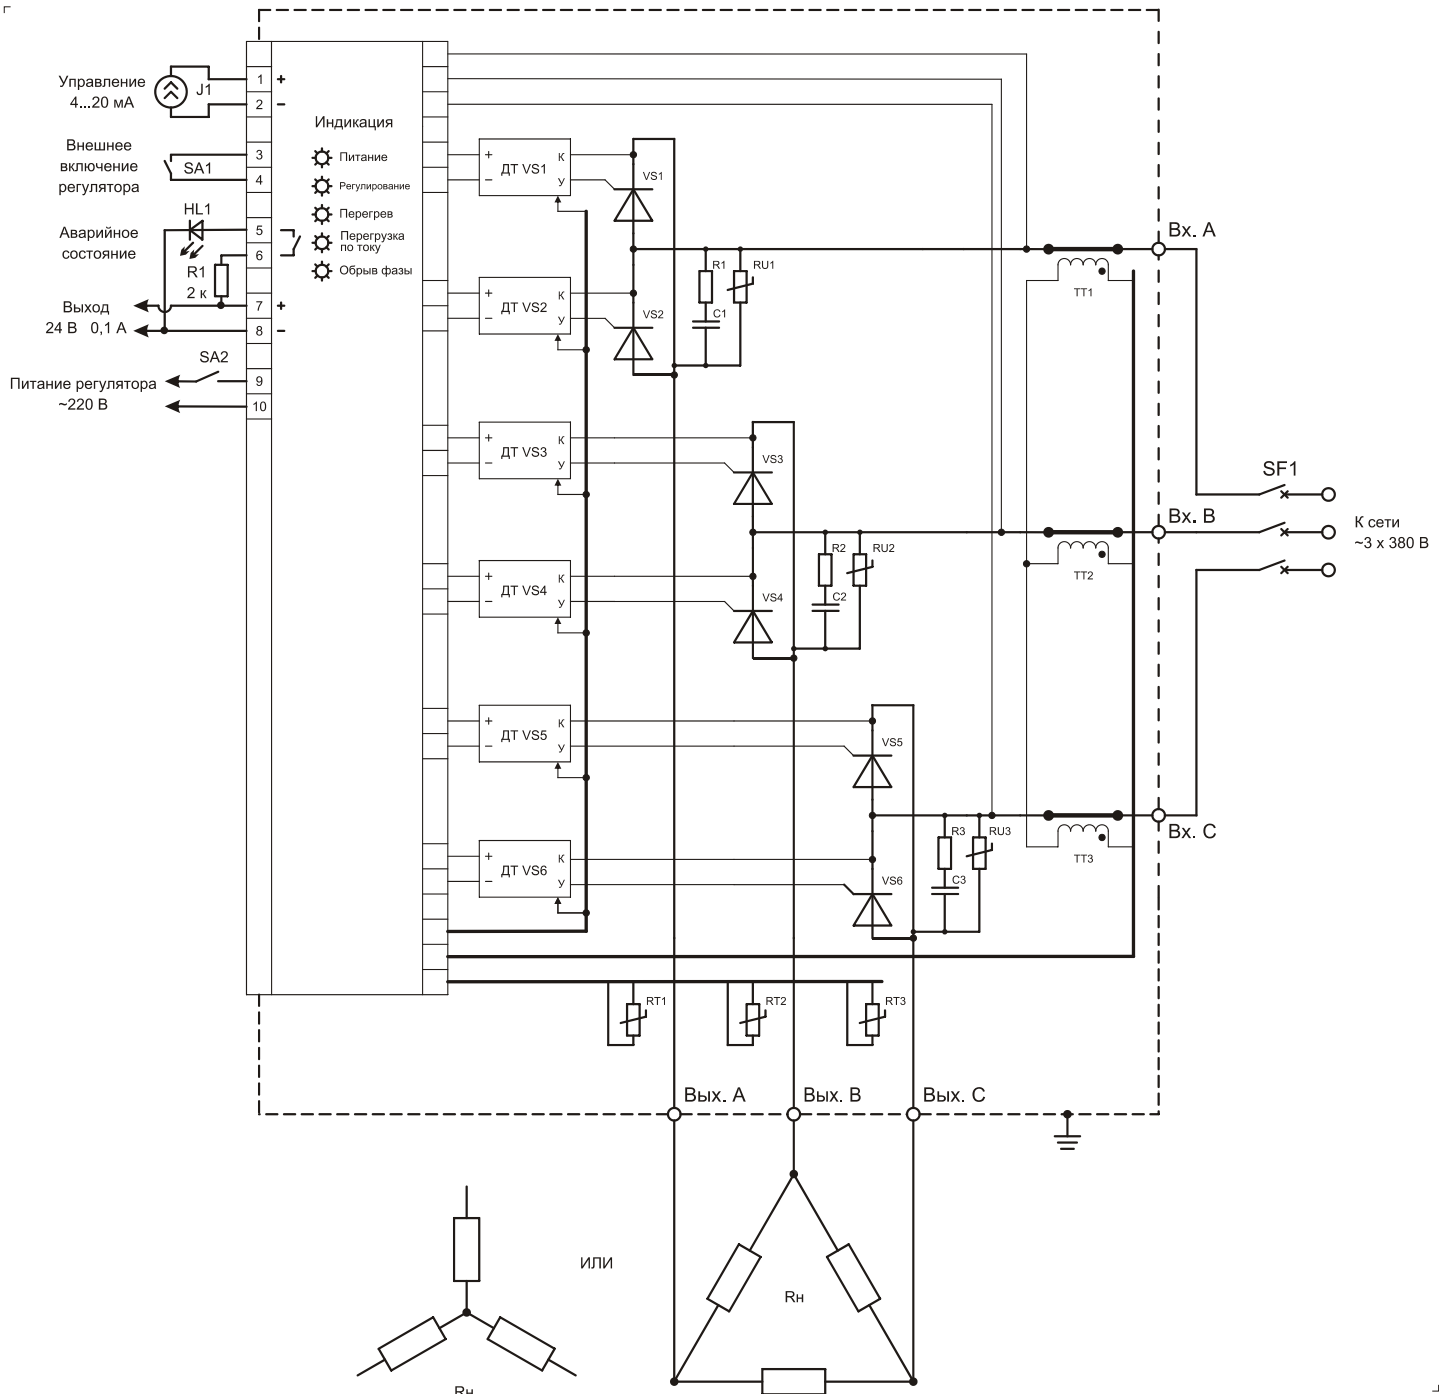 Управление
4...20 мА
J1
1 +
2 −
Внешнее
включение
регулятора
SA1
3
4
HL1
Аварийное
состояние
5
6
R1
2 к
Выход
24 В 0,1 А
7 +
8 −
SA2
Питание регулятора
~220 В
9
10
Индикация
Питание
Регулирование
Перегрев
Перегрузка
по току
Обрыв фазы
+ К
ДТ VS1
− У
VS1
+ К
ДТ VS2
− У
VS2
R1
RU1
C1
+ К
ДТ VS3
− У
VS3
+ К
ДТ VS4
− У
VS4
R2
RU2
C2
+ К
ДТ VS5
− У
VS5
+ К
ДТ VS6
− У
VS6
R3
RU3
C3
ТТ1
ТТ2
ТТ3
Вх. А
Вх. В
Вх. С
SF1
К сети
~3 х 380 В
RT1
RT2
RT3
Вых. А
Вых. В
Вых. С
ИЛИ
Rн
Rн